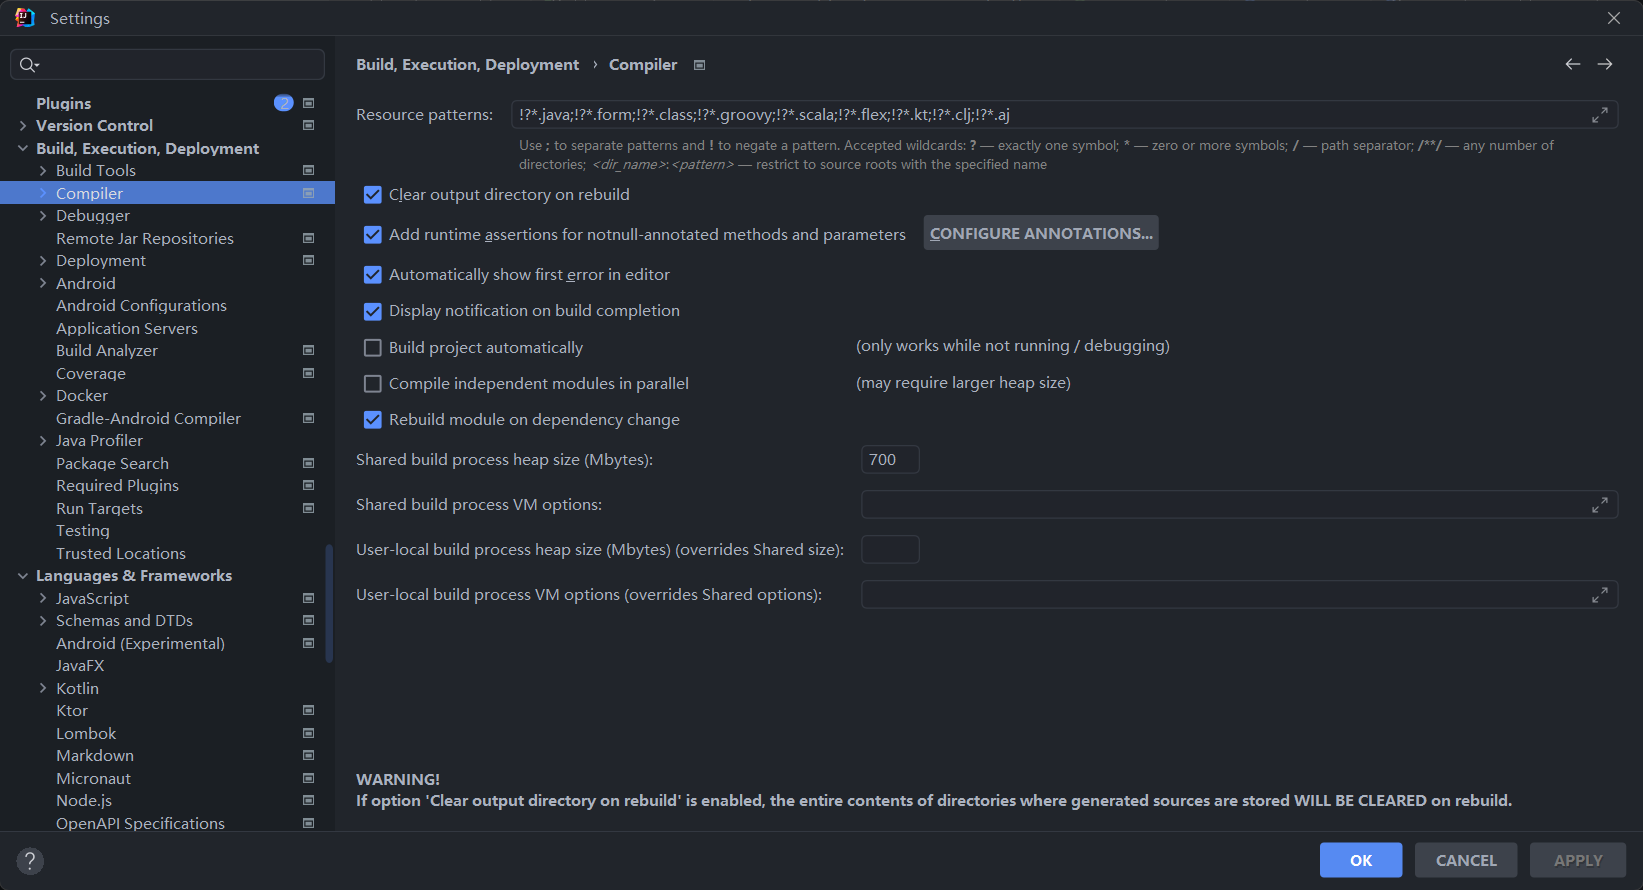 Settings
Plugins 2
Version Control
Build, Execution, Deployment
Build Tools
Compiler
Debugger
Remote Jar Repositories
Deployment
Android
Android Configurations
Application Servers
Build Analyzer
Coverage
Docker
Gradle-Android Compiler
Java Profiler
Package Search
Required Plugins
Run Targets
Testing
Trusted Locations
Languages & Frameworks
JavaScript
Schemas and DTDs
Android (Experimental)
JavaFX
Kotlin
Ktor
Lombok
Markdown
Micronaut
Node.js
OpenAPI Specifications
Build, Execution, Deployment › Compiler
Resource patterns: !?*.java;!?*.form;!?*.class;!?*.groovy;!?*.scala;!?*.flex;!?*.kt;!?*.clj;!?*.aj
Use ; to separate patterns and ! to negate a pattern. Accepted wildcards: ? — exactly one symbol; * — zero or more symbols; / — path separator; /**/ — any number of
directories; <dir_name>:<pattern> — restrict to source roots with the specified name
Clear output directory on rebuild
Add runtime assertions for notnull-annotated methods and parameters CONFIGURE ANNOTATIONS...
Automatically show first error in editor
Display notification on build completion
Build project automatically (only works while not running / debugging)
Compile independent modules in parallel (may require larger heap size)
Rebuild module on dependency change
Shared build process heap size (Mbytes): 700
Shared build process VM options:
User-local build process heap size (Mbytes) (overrides Shared size):
User-local build process VM options (overrides Shared options):
WARNING!
If option 'Clear output directory on rebuild' is enabled, the entire contents of directories where generated sources are stored WILL BE CLEARED on rebuild.
? OK CANCEL APPLY